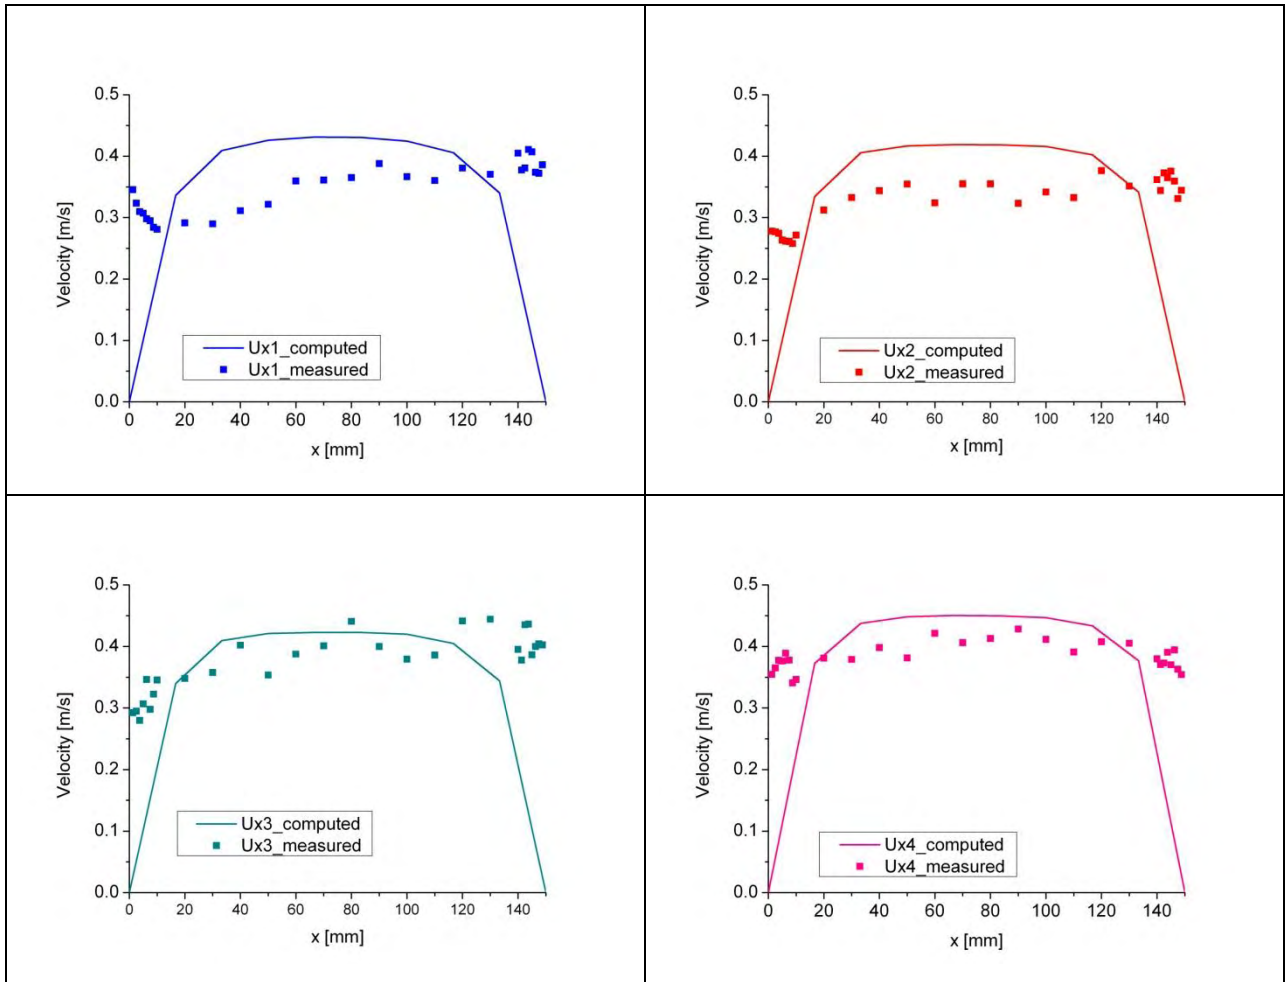 0.5
0.4
0.3
0.2
0.1
0.0
Velocity [m/s]
Ux1_computed
Ux1_measured
0 20 40 60 80 100 120 140
x [mm]
0.5
0.4
0.3
0.2
0.1
0.0
Velocity [m/s]
Ux2_computed
Ux2_measured
0 20 40 60 80 100 120 140
x [mm]
0.5
0.4
0.3
0.2
0.1
0.0
Velocity [m/s]
Ux3_computed
Ux3_measured
0 20 40 60 80 100 120 140
x [mm]
0.5
0.4
0.3
0.2
0.1
0.0
Velocity [m/s]
Ux4_computed
Ux4_measured
0 20 40 60 80 100 120 140
x [mm]